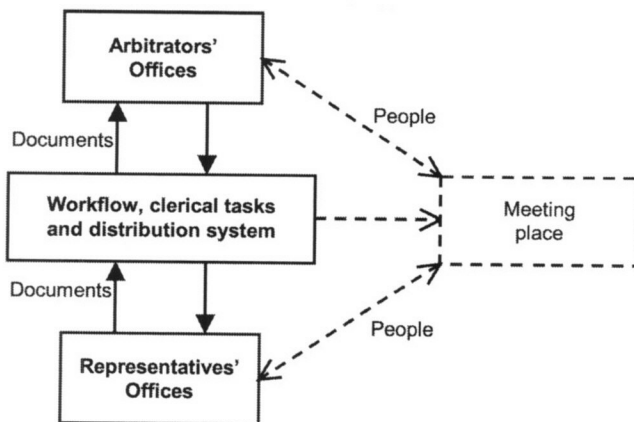 Arbitrators'
Offices
People
Documents
Workflow, clerical tasks
and distribution system
Meeting
place
Documents
People
Representatives'
Offices